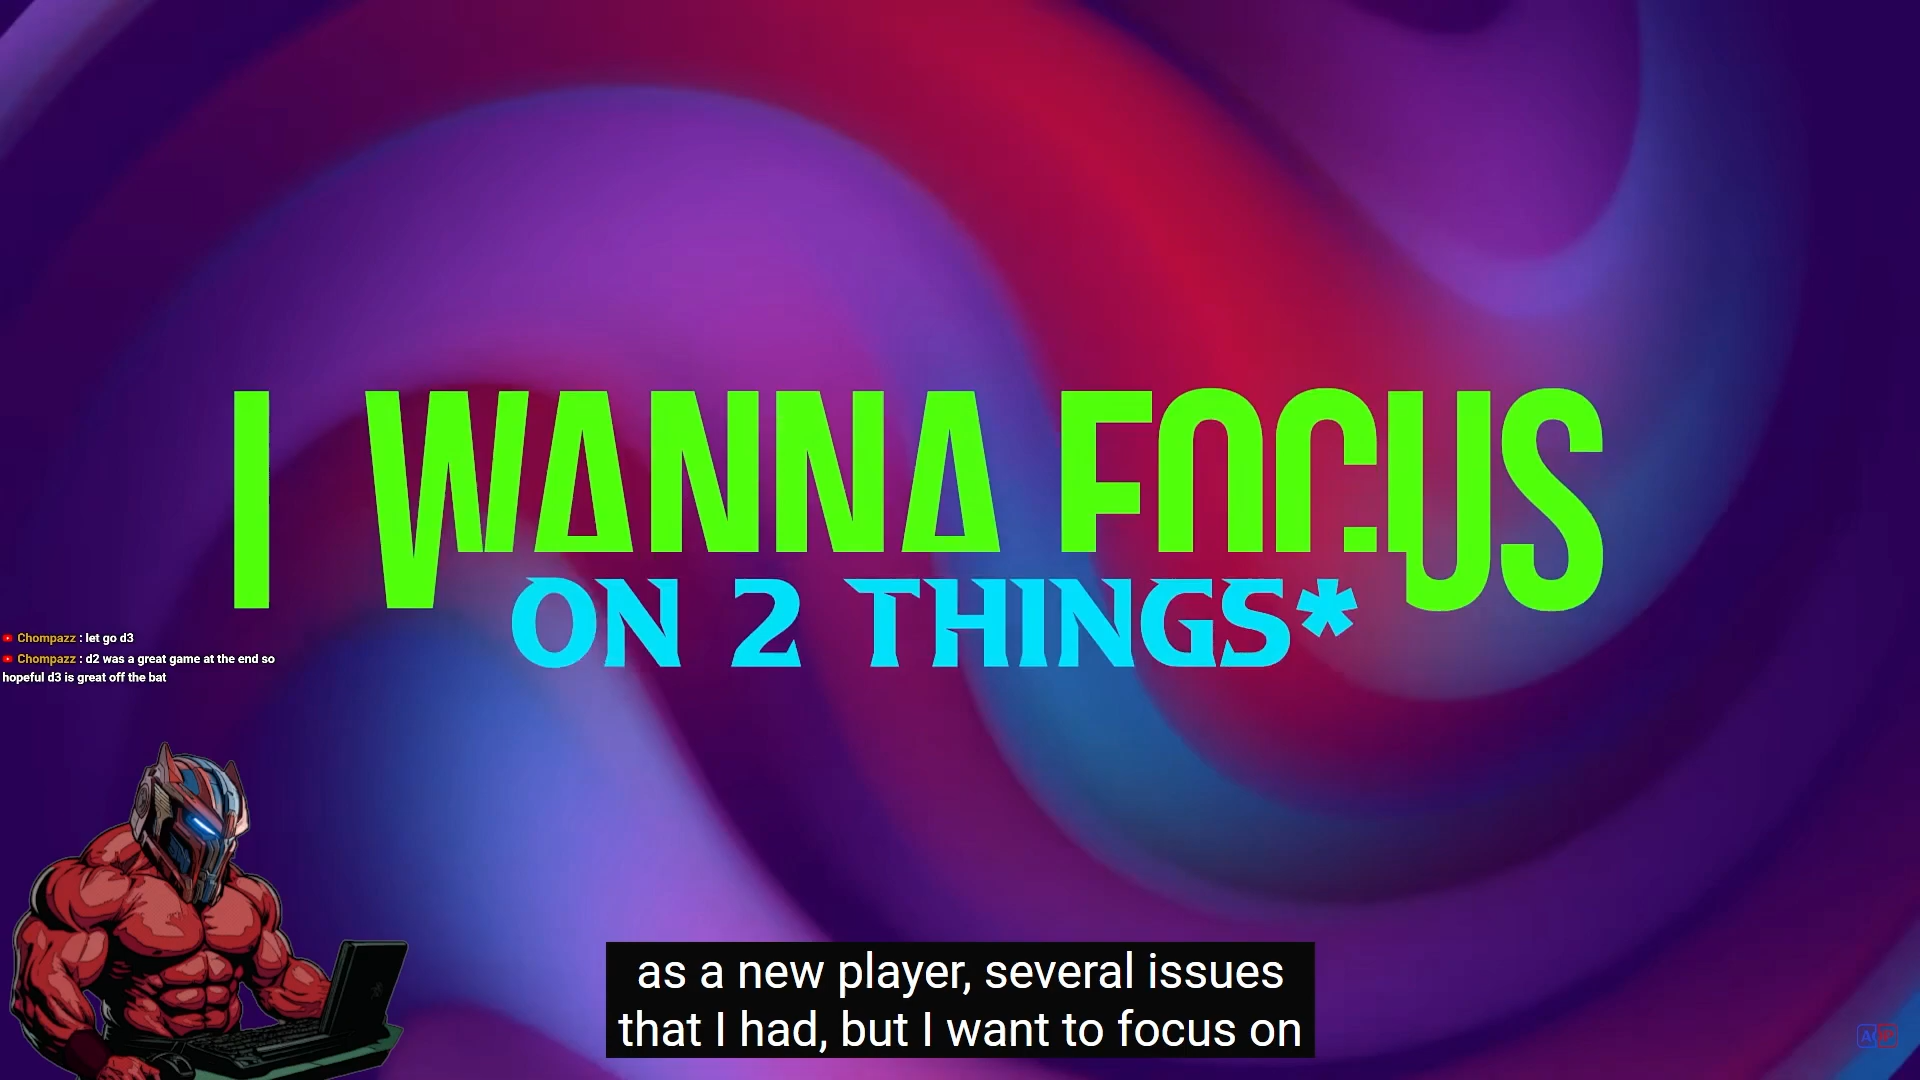 I WANNA FOCUS
ON 2 THINGS*
Chompazz : let go d3
Chompazz : d2 was a great game at the end so
hopeful d3 is great off the bat
as a new player, several issues
that I had, but I want to focus on